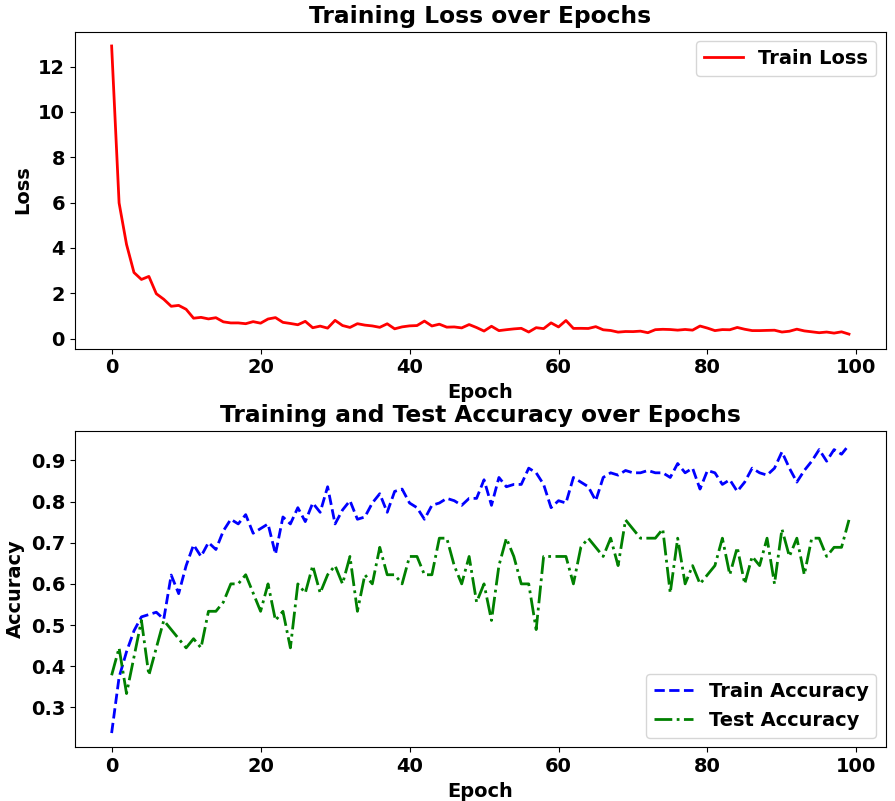 Training Loss over Epochs
Train Loss
12
10
8
6
4
2
0
Loss
0 20 40 60 80 100
Epoch
Training and Test Accuracy over Epochs
0.9
0.8
0.7
0.6
0.5
0.4
0.3
Accuracy
Train Accuracy
Test Accuracy
0 20 40 60 80 100
Epoch